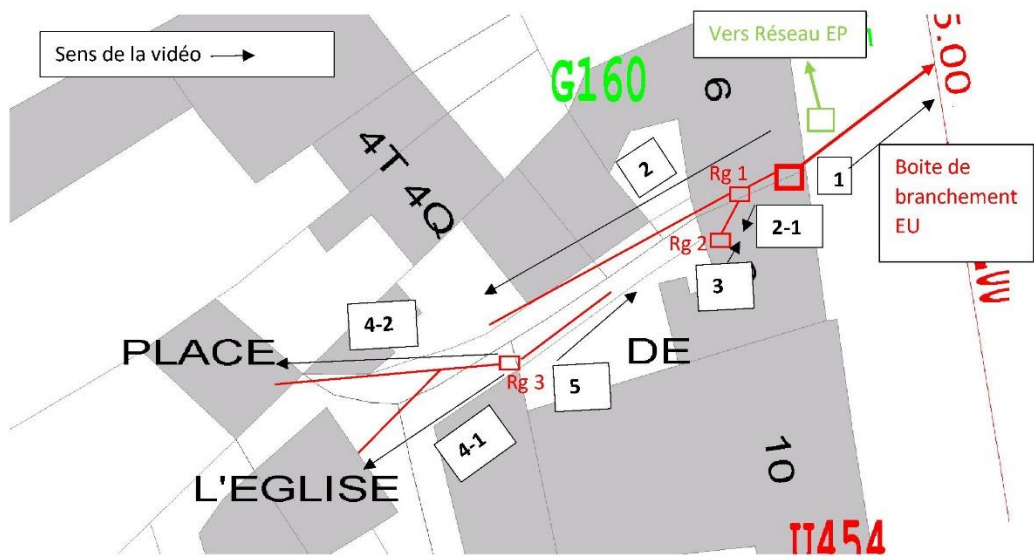 Sens de la vidéo
Vers Réseau EP
5.00
G160
6
4T 4Q
2
Rg 1
1
Boite de
branchement
EU
2-1
Rg 2
3
4-2
PLACE
DE
Rg 3
5
4-1
L'EGLISE
10
U454